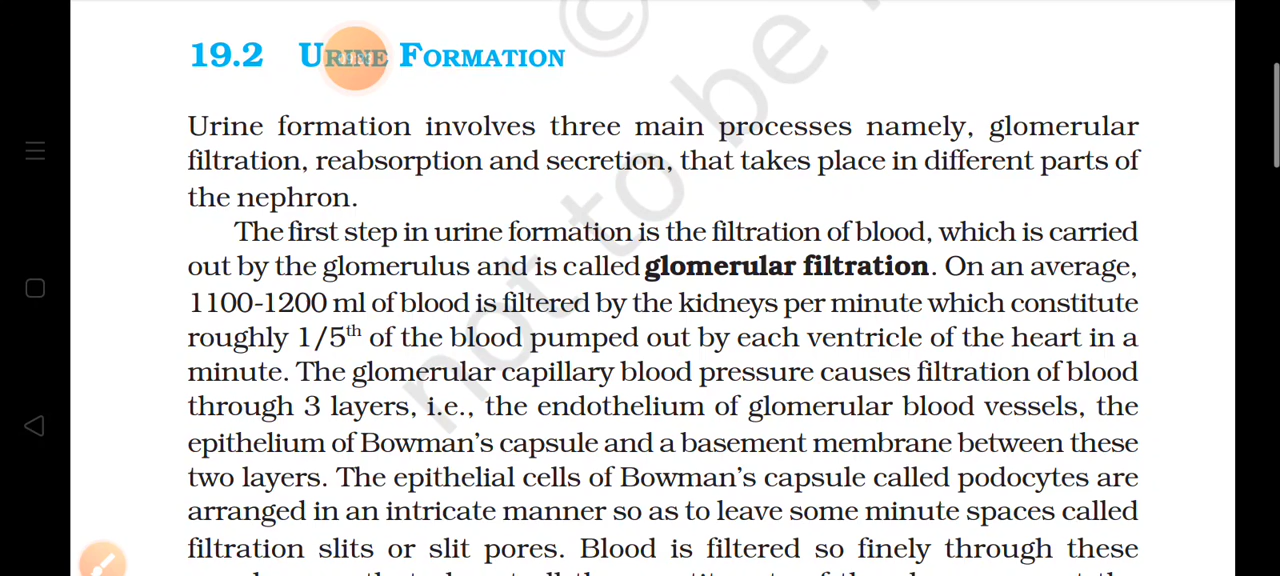 19.2 Urine Formation
Urine formation involves three main processes namely, glomerular
filtration, reabsorption and secretion, that takes place in different parts of
the nephron.
The first step in urine formation is the filtration of blood, which is carried
out by the glomerulus and is called glomerular filtration. On an average,
1100-1200 ml of blood is filtered by the kidneys per minute which constitute
roughly 1/5th of the blood pumped out by each ventricle of the heart in a
minute. The glomerular capillary blood pressure causes filtration of blood
through 3 layers, i.e., the endothelium of glomerular blood vessels, the
epithelium of Bowman's capsule and a basement membrane between these
two layers. The epithelial cells of Bowman's capsule called podocytes are
arranged in an intricate manner so as to leave some minute spaces called
filtration slits or slit pores. Blood is filtered so finely through these
©
not to be